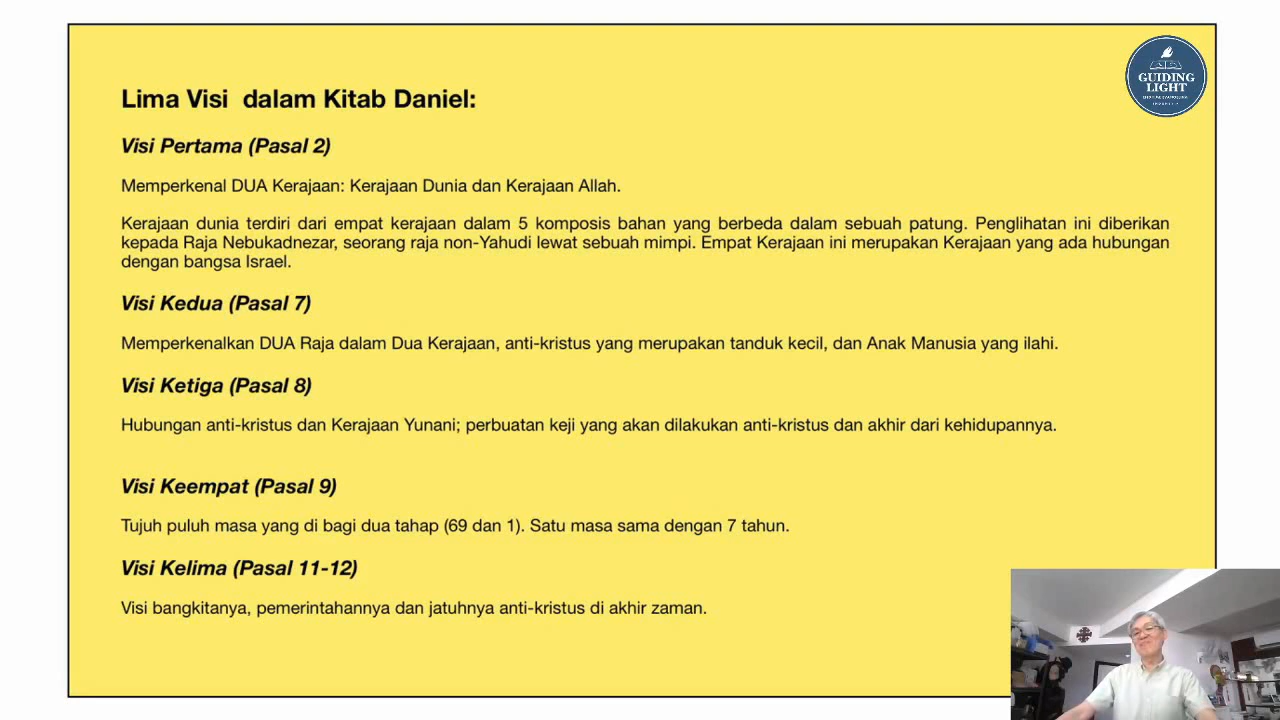 GUIDING
LIGHT
Lima Visi dalam Kitab Daniel:
Visi Pertama (Pasal 2)
Memperkenal DUA Kerajaan: Kerajaan Dunia dan Kerajaan Allah.
Kerajaan dunia terdiri dari empat kerajaan dalam 5 komposis bahan yang berbeda dalam sebuah patung. Penglihatan ini diberikan
kepada Raja Nebukadnezar, seorang raja non-Yahudi lewat sebuah mimpi. Empat Kerajaan ini merupakan Kerajaan yang ada hubungan
dengan bangsa Israel.
Visi Kedua (Pasal 7)
Memperkenalkan DUA Raja dalam Dua Kerajaan, anti-kristus yang merupakan tanduk kecil, dan Anak Manusia yang ilahi.
Visi Ketiga (Pasal 8)
Hubungan anti-kristus dan Kerajaan Yunani; perbuatan keji yang akan dilakukan anti-kristus dan akhir dari kehidupannya.
Visi Keempat (Pasal 9)
Tujuh puluh masa yang di bagi dua tahap (69 dan 1). Satu masa sama dengan 7 tahun.
Visi Kelima (Pasal 11-12)
Visi bangkitanya, pemerintahannya dan jatuhnya anti-kristus di akhir zaman.